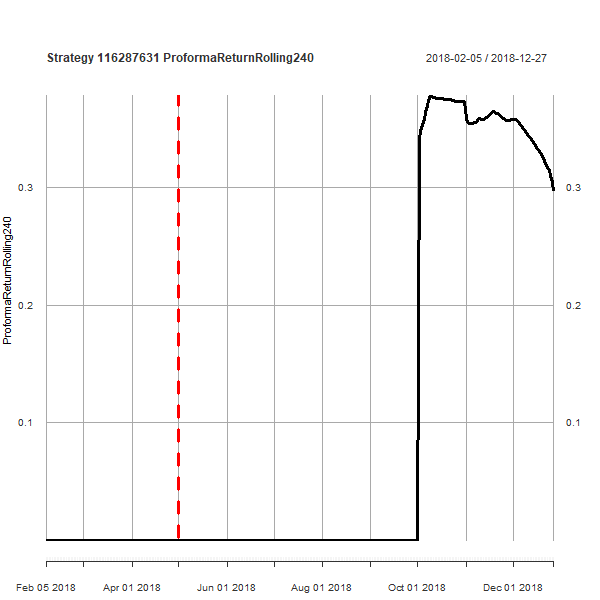 Strategy 116287631 ProformaReturnRolling240
2018-02-05 / 2018-12-27
ProformaReturnRolling240
0.3
0.3
0.2
0.2
0.1
0.1
Feb 05 2018
Apr 01 2018
Jun 01 2018
Aug 01 2018
Oct 01 2018
Dec 01 2018